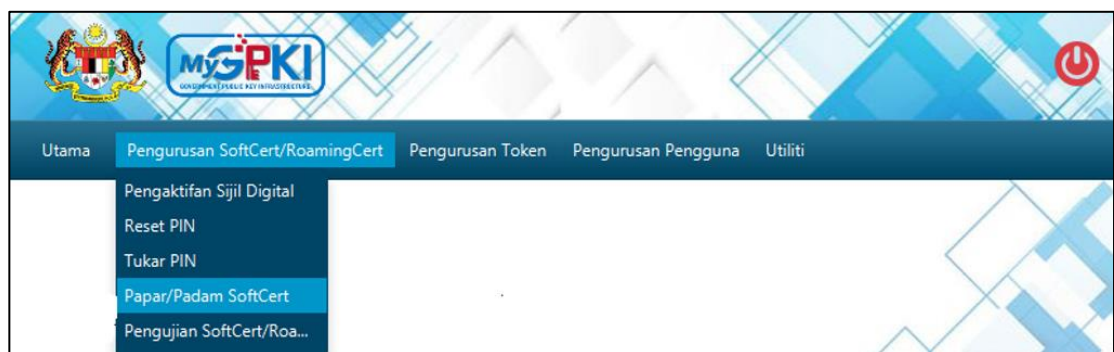 MyGPKI
GOVERNMENT PUBLIC KEY INFRASTRUCTURE
Utama Pengurusan SoftCert/RoamingCert Pengurusan Token Pengurusan Pengguna Utiliti
Pengaktifan Sijil Digital
Reset PIN
Tukar PIN
Papar/Padam SoftCert
Pengujian SoftCert/Roa...